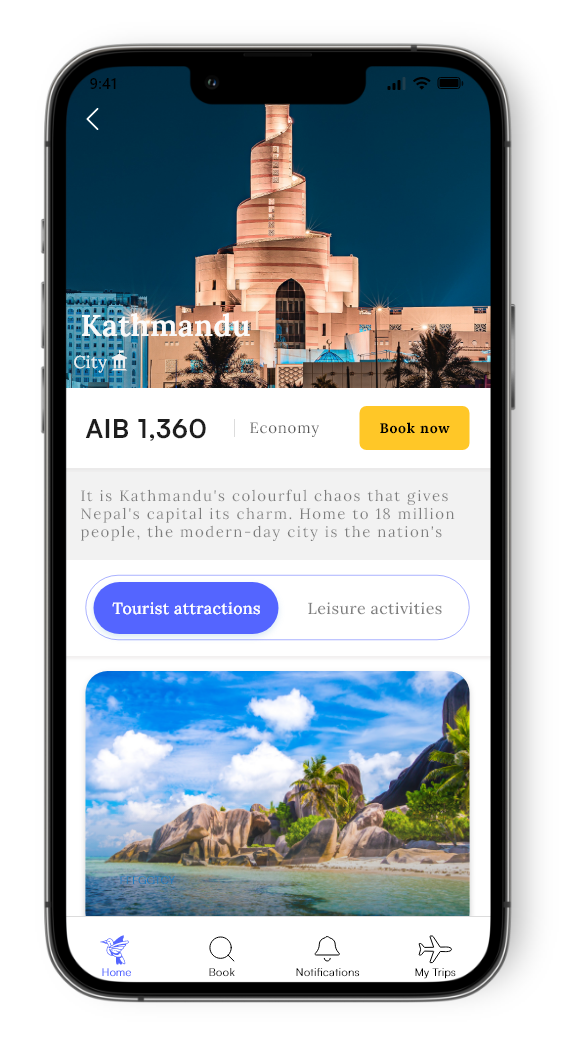 9:41
Kathmandu
City
AIB 1,360
Economy
Book now
It is Kathmandu's colourful chaos that gives
Nepal's capital its charm. Home to 18 million
people, the modern-day city is the nation's
Tourist attractions
Leisure activities
Home
Book
Notifications
My Trips